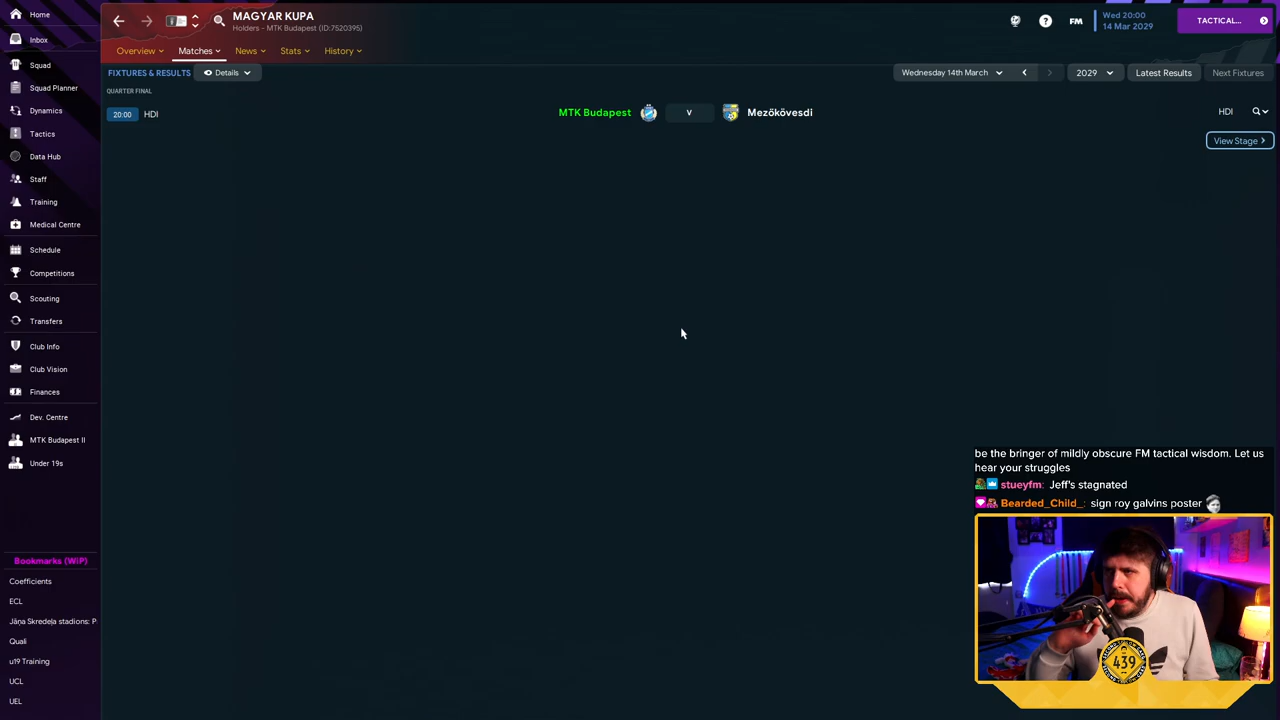 Home
Inbox
Squad
Squad Planner
Dynamics
Tactics
Data Hub
Staff
Training
Medical Centre
Schedule
Competitions
Scouting
Transfers
Club Info
Club Vision
Finances
Dev. Centre
MTK Budapest II
Under 19s
Bookmarks (WiP)
Coefficients
ECL
Jāņa Skredeļa stadions: P
Quali
u19 Training
UCL
UEL
MAGYAR KUPA
Holders - MTK Budapest (ID:7520395)
FM
Wed 20:00
14 Mar 2029
TACTICAL...
Overview
Matches
News
Stats
History
FIXTURES & RESULTS
Details
Wednesday 14th March
2029
Latest Results
Next Fixtures
QUARTER FINAL
20:00 HDI MTK Budapest V Mezőkövesdi HDI
View Stage
be the bringer of mildly obscure FM tactical wisdom. Let us
hear your struggles
stueyfm: Jeff's stagnated
Bearded_Child_: sign roy galvins poster
439